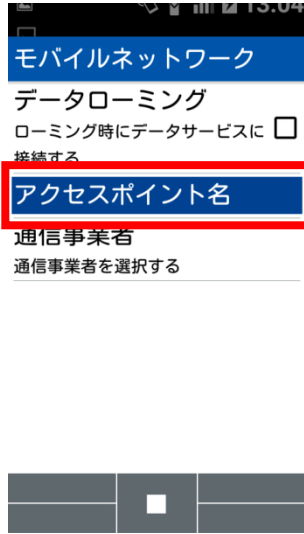 13:04
モバイルネットワーク
データローミング
ローミング時にデータサービスに
接続する
アクセスポイント名
通信事業者
通信事業者を選択する